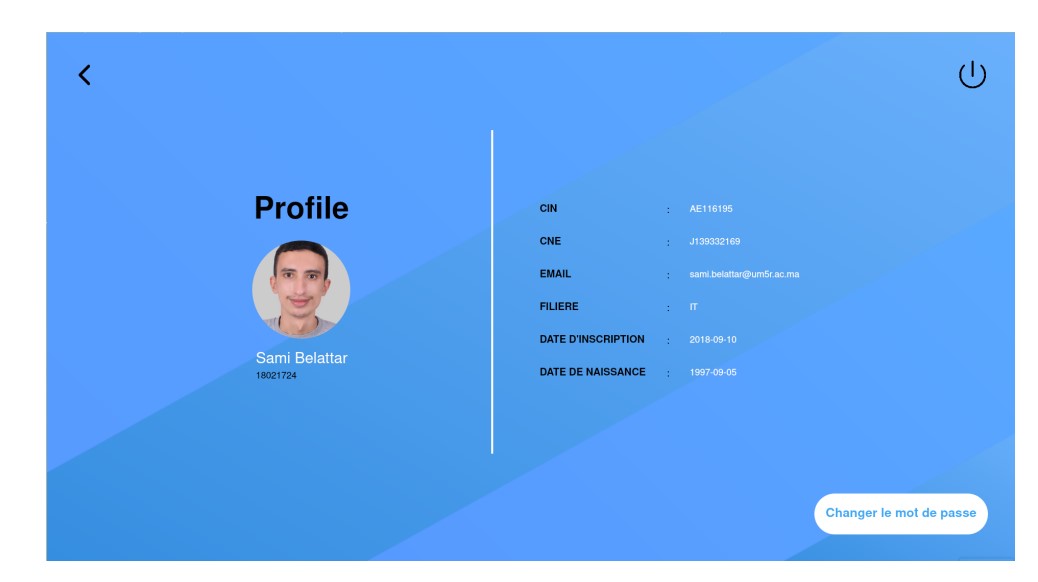 Profile
Sami Belattar
18021724
CIN : AE116195
CNE : J139332169
EMAIL : sami.belattar@um5r.ac.ma
FILIERE : IT
DATE D'INSCRIPTION : 2018-09-10
DATE DE NAISSANCE : 1997-09-05
Changer le mot de passe